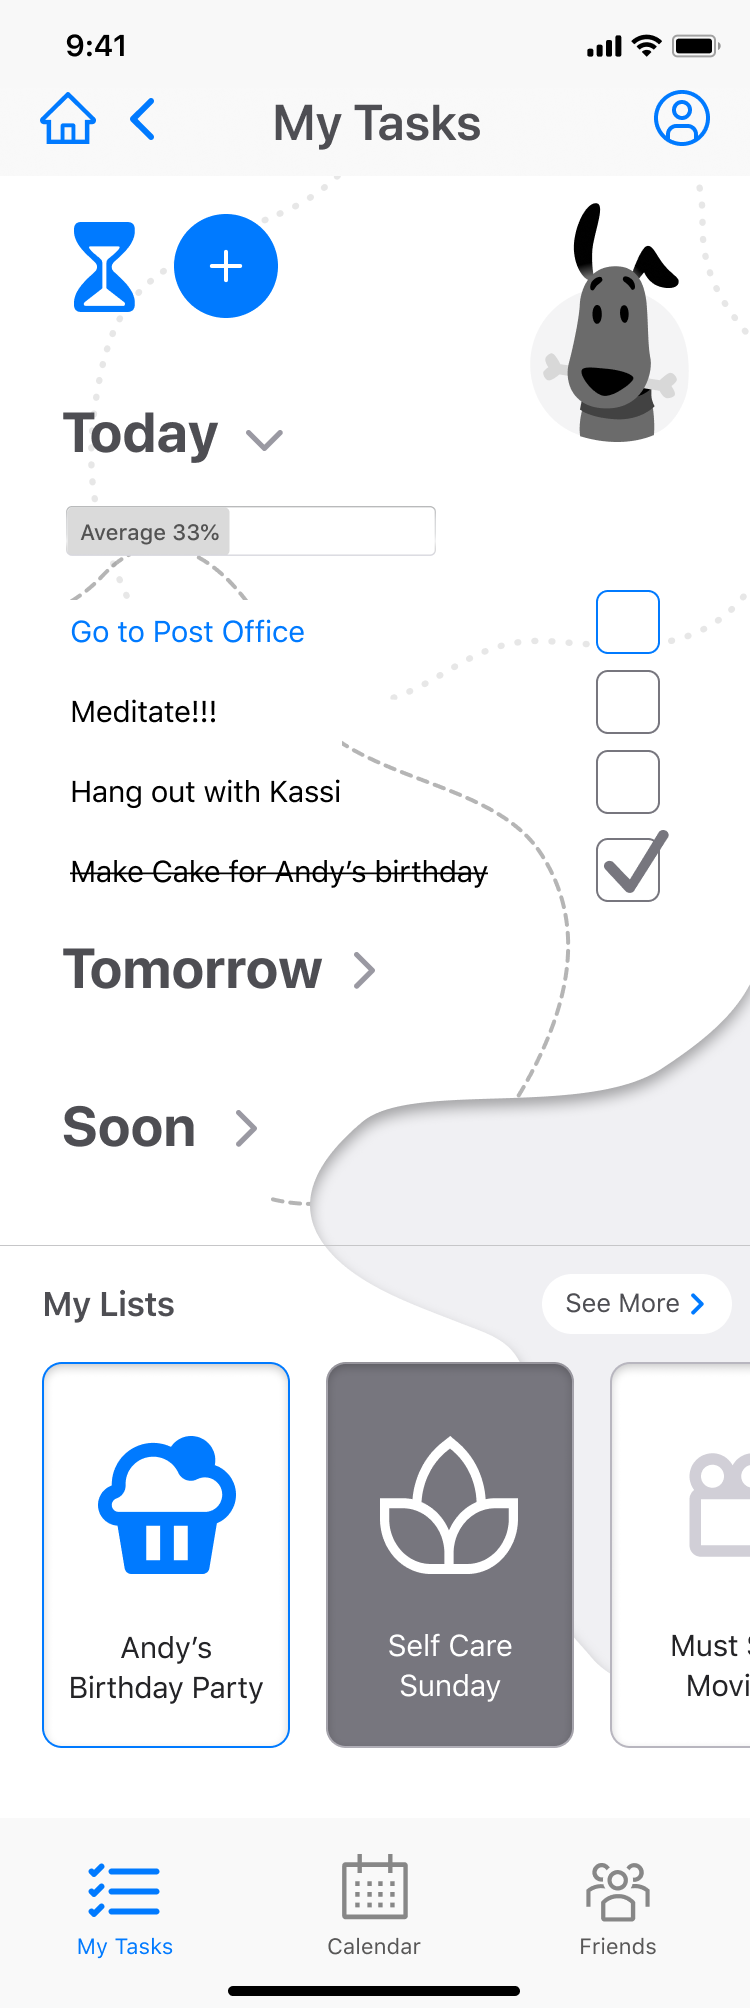 9:41
My Tasks
Today
Average 33%
Go to Post Office
Meditate!!!
Hang out with Kassi
Make Cake for Andy’s birthday
Tomorrow
Soon
My Lists
See More
Andy’s
Birthday Party
Self Care
Sunday
Must
Movi
My Tasks
Calendar
Friends